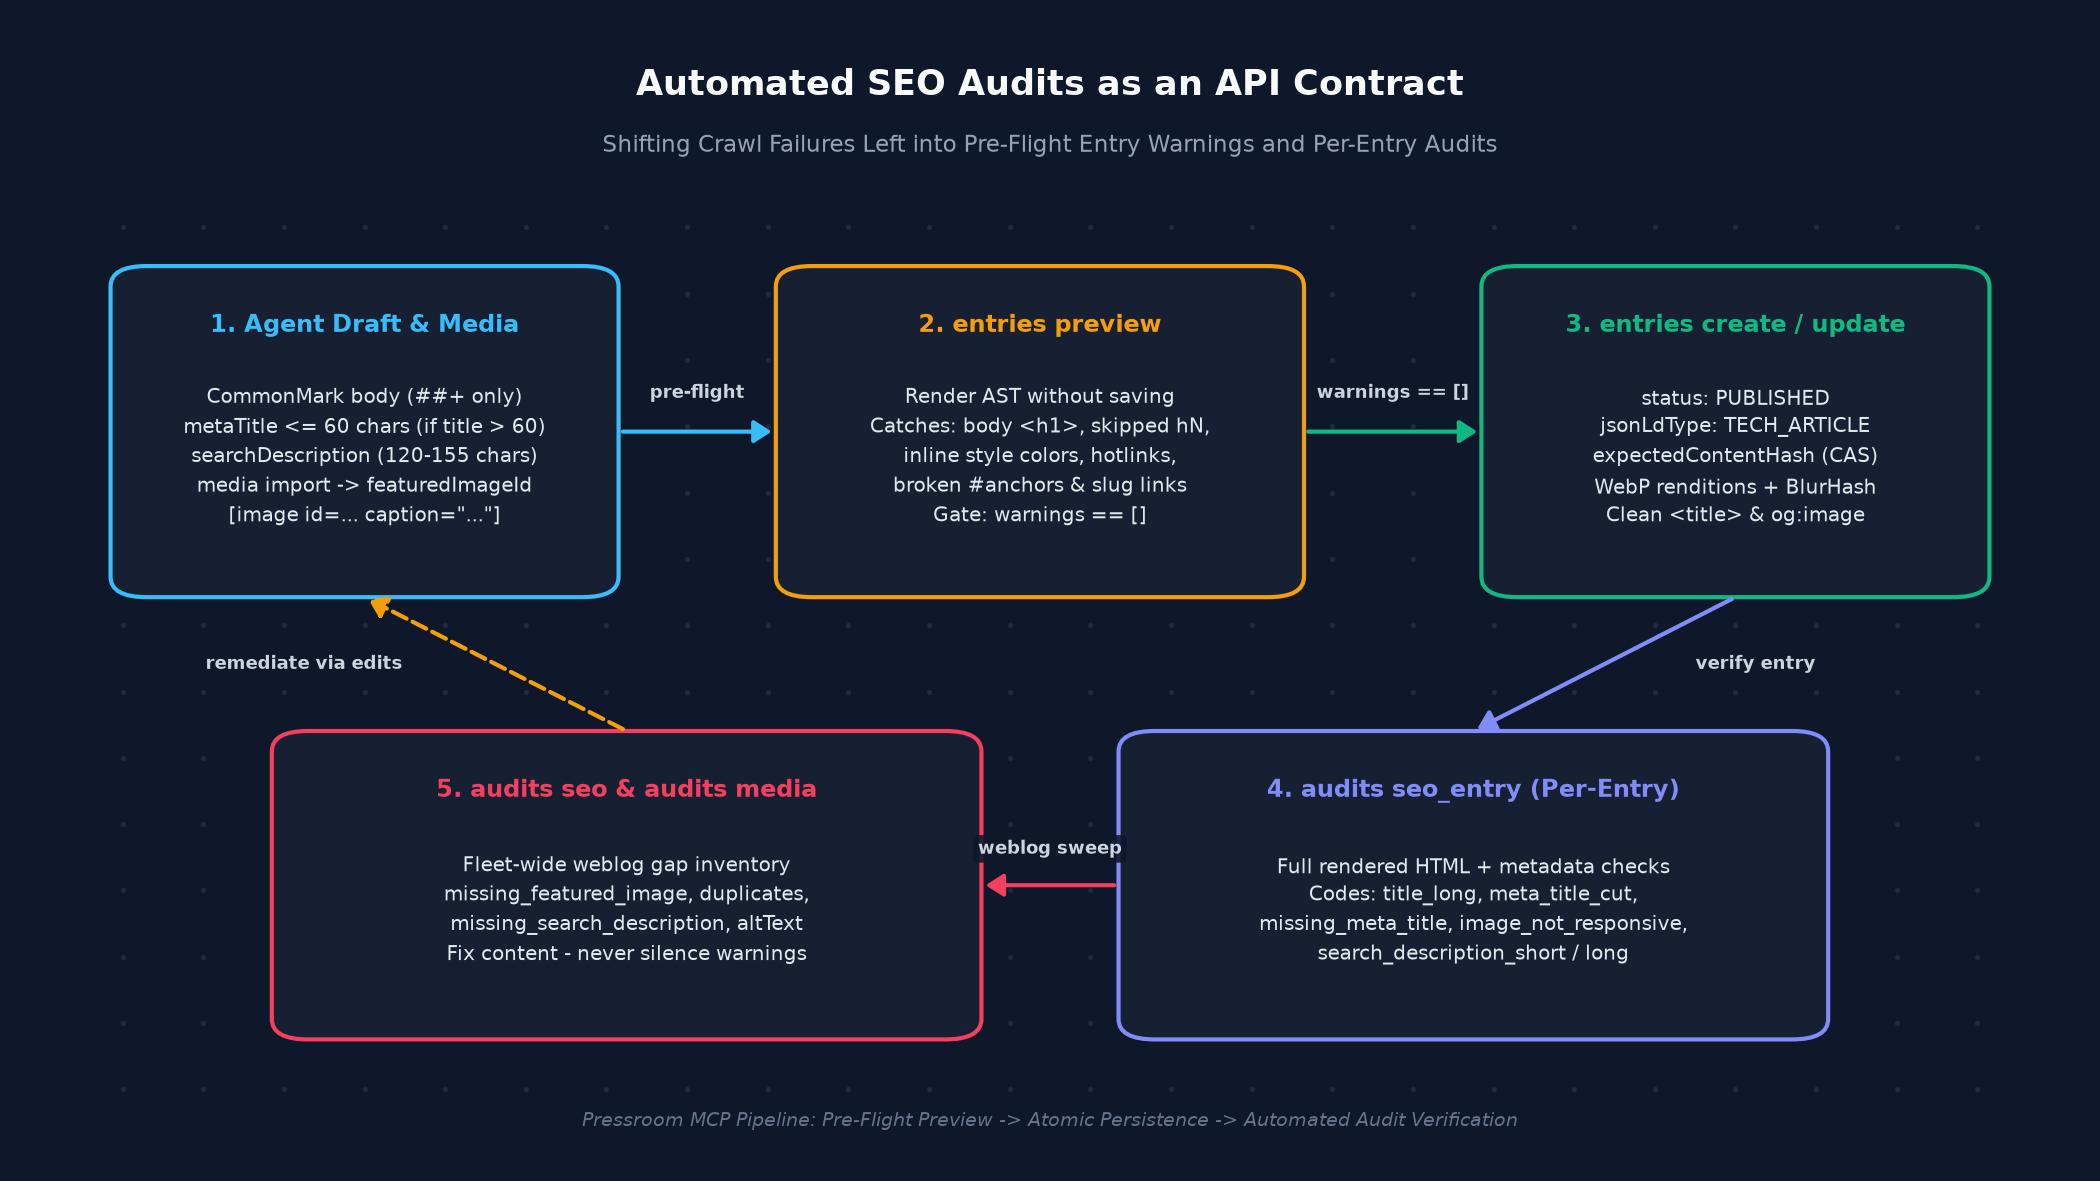 Automated SEO Audits as an API Contract
Shifting Crawl Failures Left into Pre-Flight Entry Warnings and Per-Entry Audits
1. Agent Draft & Media
CommonMark body (##+ only)
metaTitle <= 60 chars (if title > 60)
searchDescription (120-155 chars)
media import -> featuredImageId
[image id=... caption="..."]
pre-flight
2. entries preview
Render AST without saving
Catches: body <h1>, skipped hN,
inline style colors, hotlinks,
broken #anchors & slug links
Gate: warnings == []
warnings == []
3. entries create / update
status: PUBLISHED
jsonLdType: TECH_ARTICLE
expectedContentHash (CAS)
WebP renditions + BlurHash
Clean <title> & og:image
remediate via edits
verify entry
5. audits seo & audits media
Fleet-wide weblog gap inventory
missing_featured_image, duplicates,
missing_search_description, altText
Fix content - never silence warnings
weblog sweep
4. audits seo_entry (Per-Entry)
Full rendered HTML + metadata checks
Codes: title_long, meta_title_cut,
missing_meta_title, image_not_responsive,
search_description_short / long
Pressroom MCP Pipeline: Pre-Flight Preview -> Atomic Persistence -> Automated Audit Verification